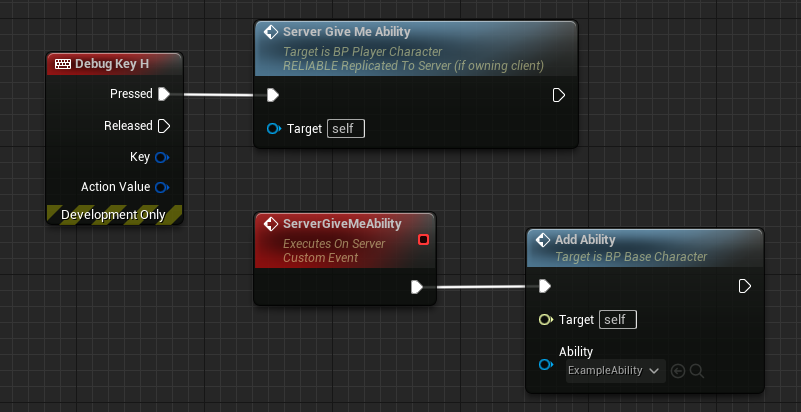 Debug Key H
Pressed
Released
Key
Action Value
Development Only
Server Give Me Ability
Target is BP Player Character
RELIABLE Replicated To Server (if owning client)
Target self
ServerGiveMeAbility
Executes On Server
Custom Event
Add Ability
Target is BP Base Character
Target self
Ability
ExampleAbility